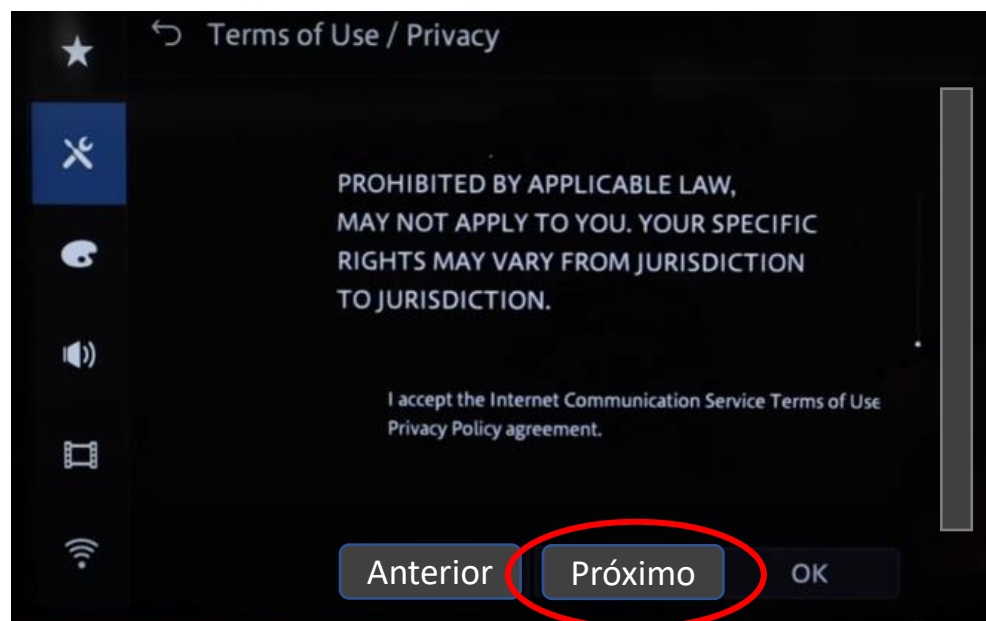 Terms of Use / Privacy
PROHIBITED BY APPLICABLE LAW,
MAY NOT APPLY TO YOU. YOUR SPECIFIC
RIGHTS MAY VARY FROM JURISDICTION
TO JURISDICTION.
I accept the Internet Communication Service Terms of Use
Privacy Policy agreement.
Anterior Próximo OK